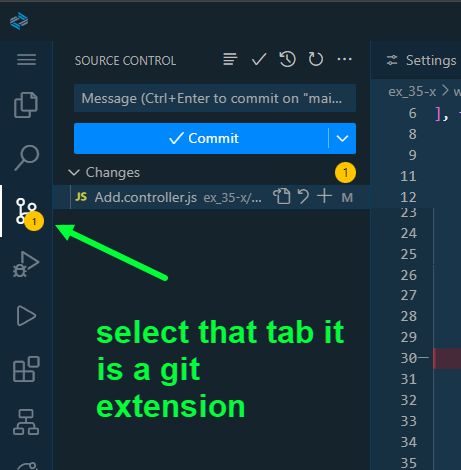 SOURCE CONTROL
Settings
Message (Ctrl+Enter to commit on "mai...
ex_35-x > w
6 ], 
Commit
8
9
Changes 1
11
JS Add.controller.js ex_35-x/... M
12
23
1
24
25
26
27
28
29
select that tab it
30
is a git
31
32
extension
33
34
35